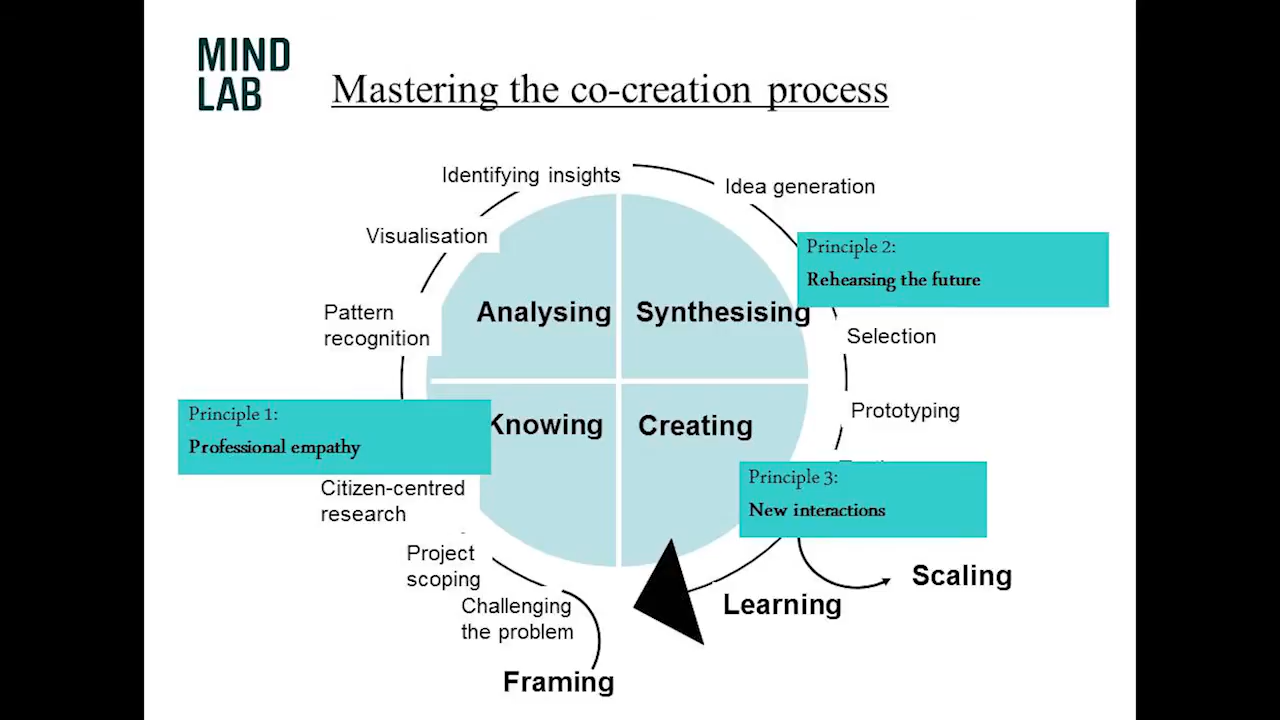 MIND
LAB
Mastering the co-creation process
Identifying insights
Idea generation
Visualisation
Principle 2:
Rehearsing the future
Pattern
recognition
Analysing
Synthesising
Selection
Principle 1:
Professional empathy
Knowing
Creating
Prototyping
Principle 3:
New interactions
Citizen-centred
research
Project
scoping
Challenging
the problem
Scaling
Learning
Framing